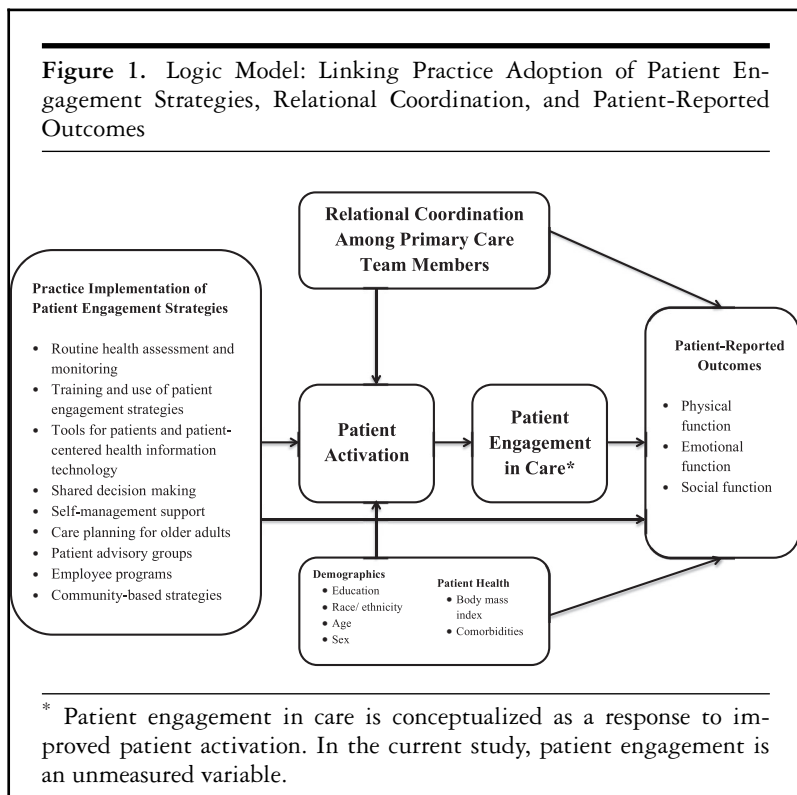 Figure 1. Logic Model: Linking Practice Adoption of Patient En-
gagement Strategies, Relational Coordination, and Patient-Reported
Outcomes
Relational Coordination
Among Primary Care
Team Members
Practice Implementation of
Patient Engagement Strategies
• Routine health assessment and
monitoring
• Training and use of patient
engagement strategies
• Tools for patients and patient-
centered health information
technology
• Shared decision making
• Self-management support
• Care planning for older adults
• Patient advisory groups
• Employee programs
• Community-based strategies
Patient
Activation
Patient
Engagement
in Care*
Patient-Reported
Outcomes
• Physical
function
• Emotional
function
• Social function
Demographics
• Education
• Race/ ethnicity
• Age
• Sex
Patient Health
• Body mass
index
• Comorbidities
* Patient engagement in care is conceptualized as a response to im-
proved patient activation. In the current study, patient engagement is
an unmeasured variable.